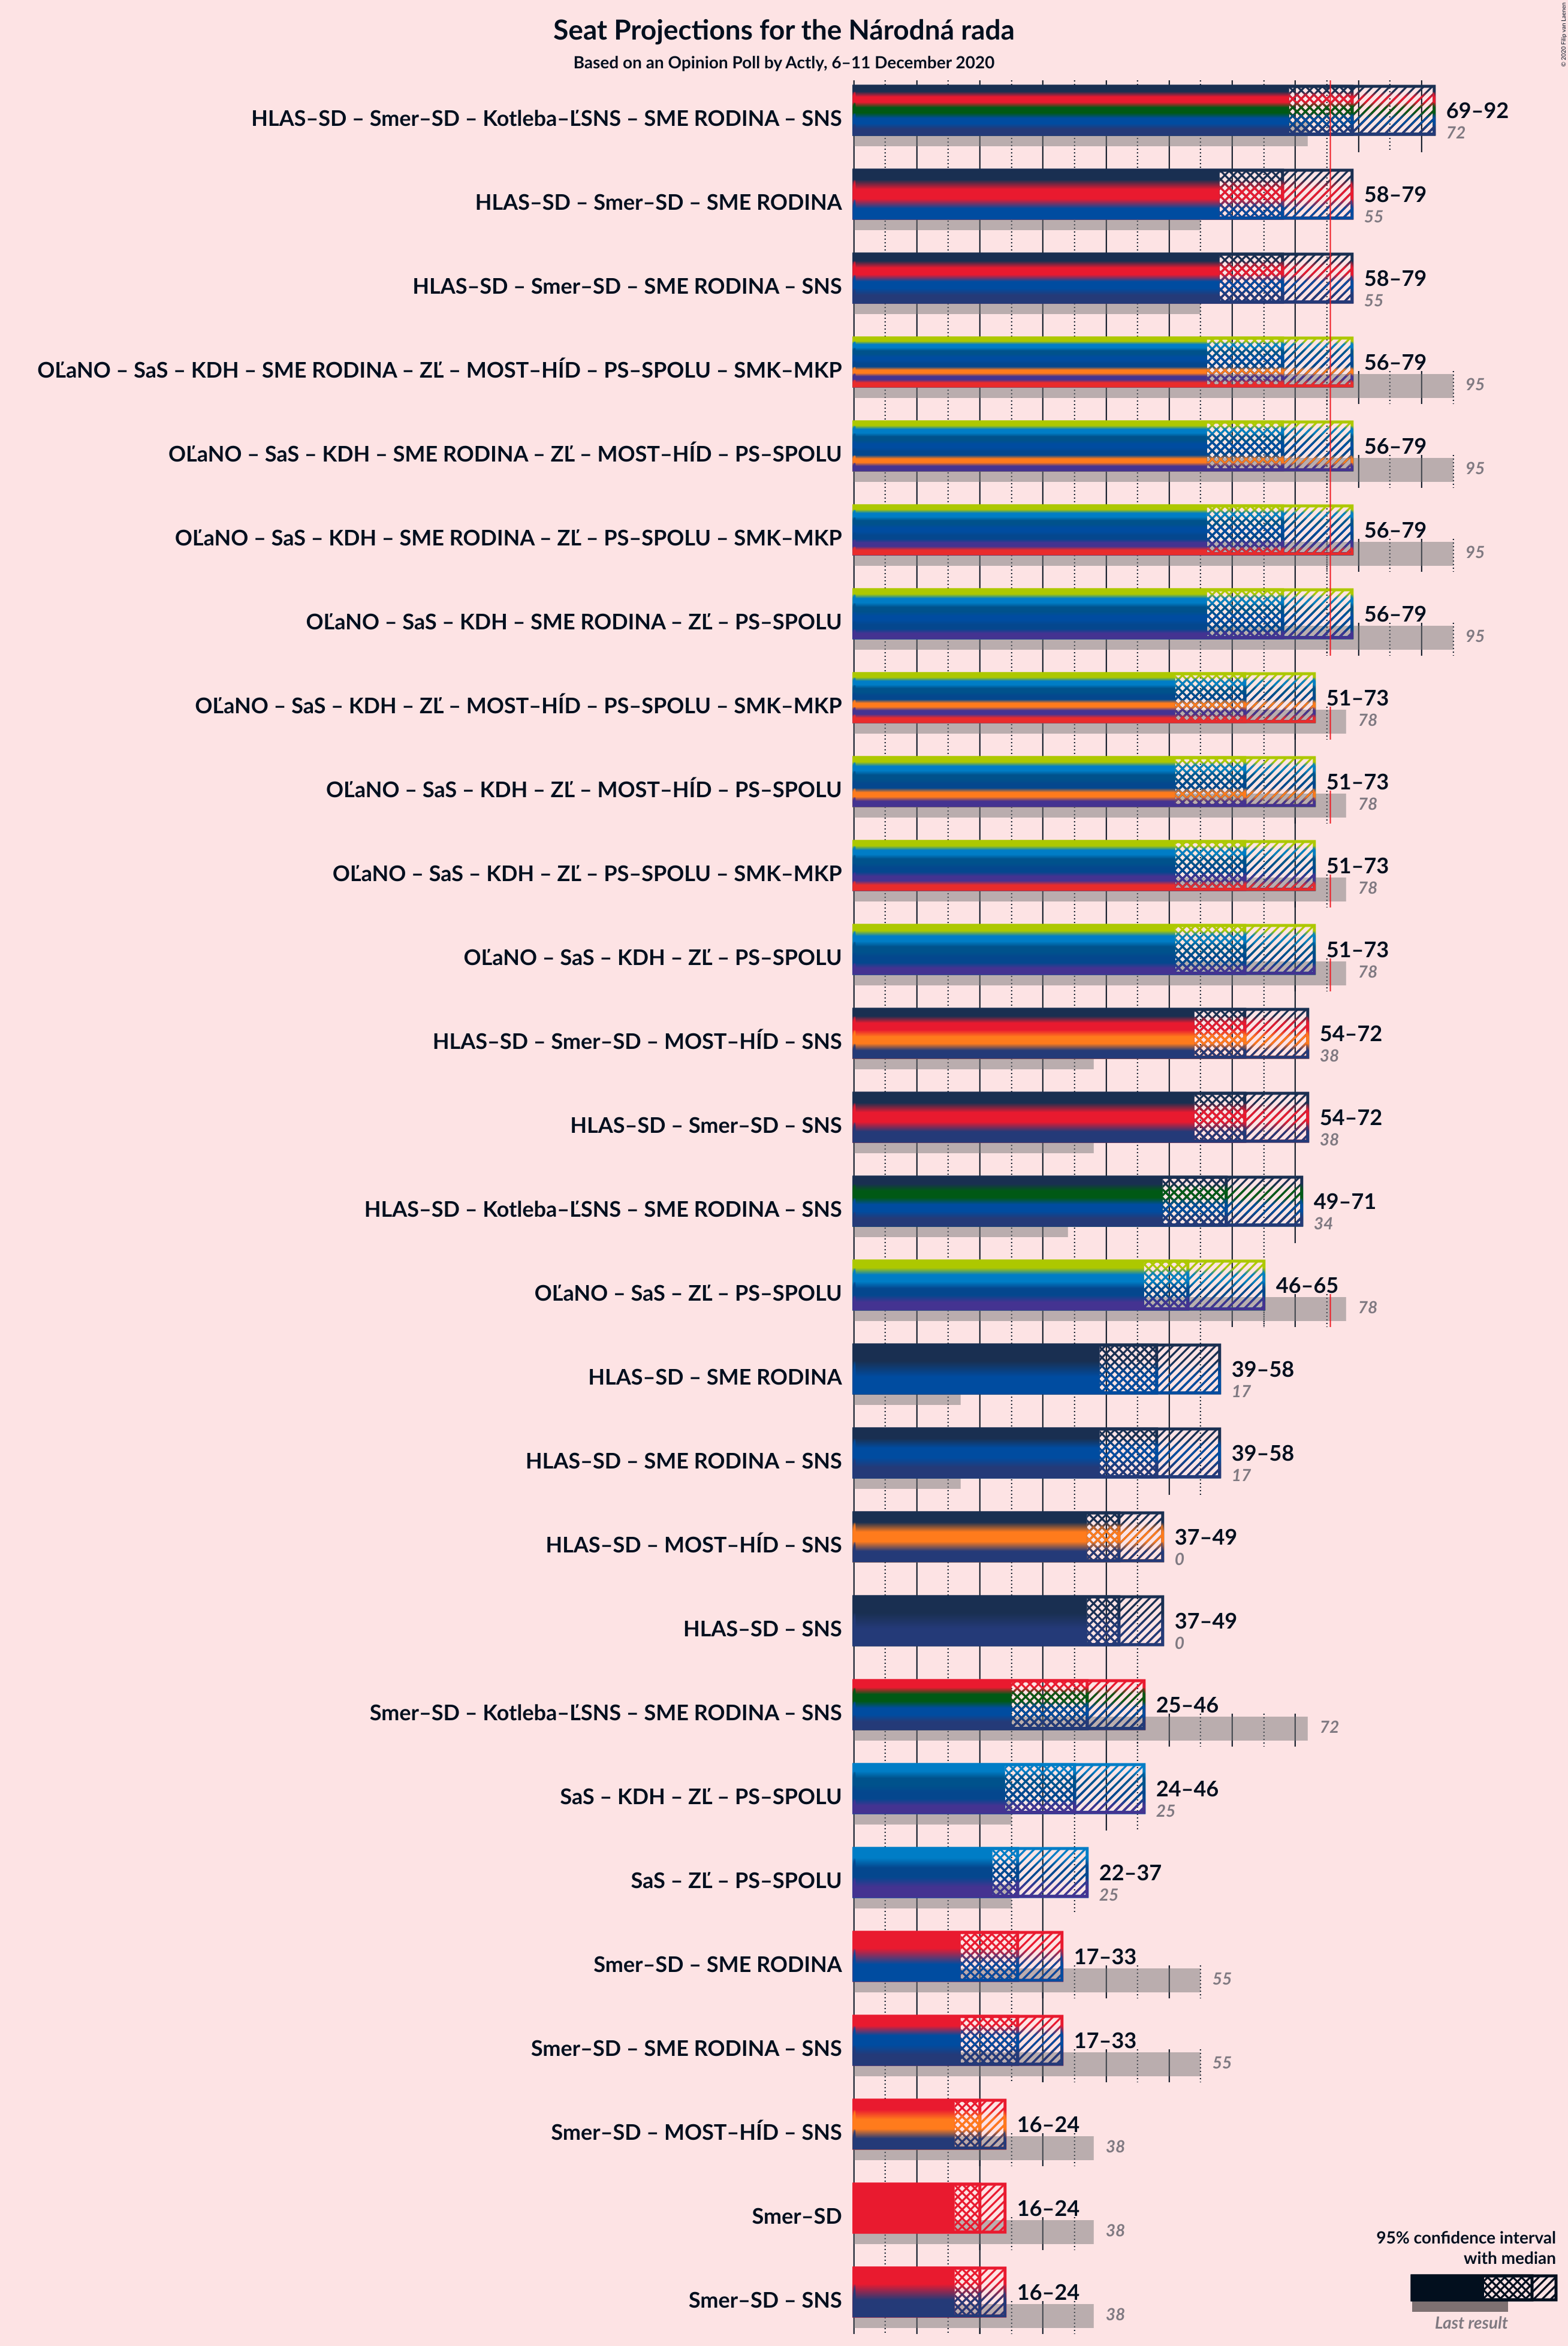 Seat Projections for the Národná rada
Based on an Opinion Poll by Actly, 6–11 December 2020
© 2020 Filip van Laenen
HLAS–SD – Smer–SD – Kotleba–ĽSNS – SME RODINA – SNS
69–92
72
HLAS–SD – Smer–SD – SME RODINA
58–79
55
HLAS–SD – Smer–SD – SME RODINA – SNS
58–79
55
OĽaNO – SaS – KDH – SME RODINA – ZĽ – MOST–HÍD – PS–SPOLU – SMK–MKP
56–79
95
OĽaNO – SaS – KDH – SME RODINA – ZĽ – MOST–HÍD – PS–SPOLU
56–79
95
OĽaNO – SaS – KDH – SME RODINA – ZĽ – PS–SPOLU – SMK–MKP
56–79
95
OĽaNO – SaS – KDH – SME RODINA – ZĽ – PS–SPOLU
56–79
95
OĽaNO – SaS – KDH – ZĽ – MOST–HÍD – PS–SPOLU – SMK–MKP
51–73
78
OĽaNO – SaS – KDH – ZĽ – MOST–HÍD – PS–SPOLU
51–73
78
OĽaNO – SaS – KDH – ZĽ – PS–SPOLU – SMK–MKP
51–73
78
OĽaNO – SaS – KDH – ZĽ – PS–SPOLU
51–73
78
HLAS–SD – Smer–SD – MOST–HÍD – SNS
54–72
38
HLAS–SD – Smer–SD – SNS
54–72
38
HLAS–SD – Kotleba–ĽSNS – SME RODINA – SNS
49–71
34
OĽaNO – SaS – ZĽ – PS–SPOLU
46–65
78
HLAS–SD – SME RODINA
39–58
17
HLAS–SD – SME RODINA – SNS
39–58
17
HLAS–SD – MOST–HÍD – SNS
37–49
0
HLAS–SD – SNS
37–49
0
Smer–SD – Kotleba–ĽSNS – SME RODINA – SNS
25–46
72
SaS – KDH – ZĽ – PS–SPOLU
24–46
25
SaS – ZĽ – PS–SPOLU
22–37
25
Smer–SD – SME RODINA
17–33
55
Smer–SD – SME RODINA – SNS
17–33
55
Smer–SD – MOST–HÍD – SNS
16–24
38
Smer–SD
16–24
38
Smer–SD – SNS
16–24
38
95% confidence interval
with median
Last result